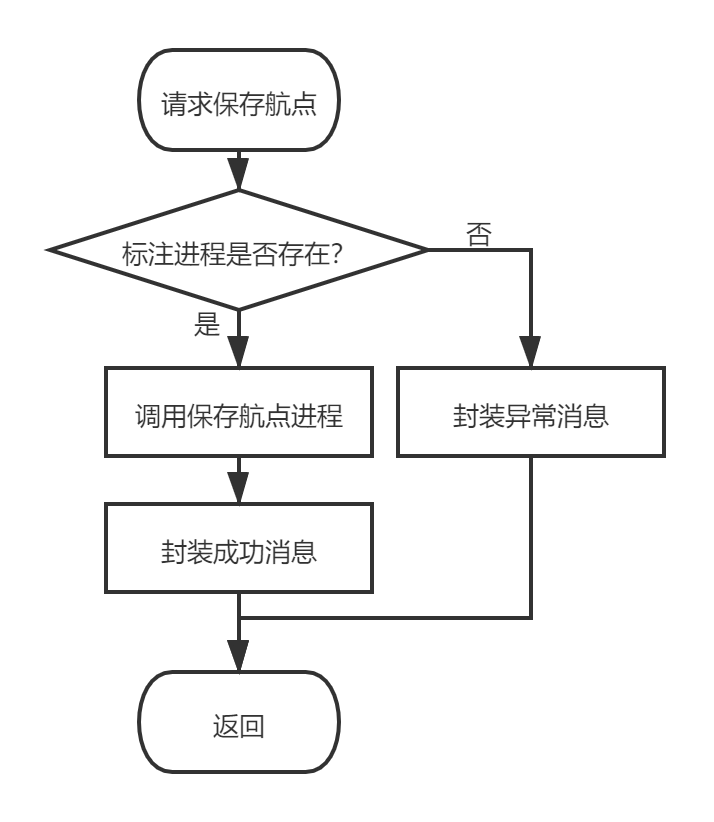 请求保存航点
标注进程是否存在?
否
是
调用保存航点进程
封装异常消息
封装成功消息
返回